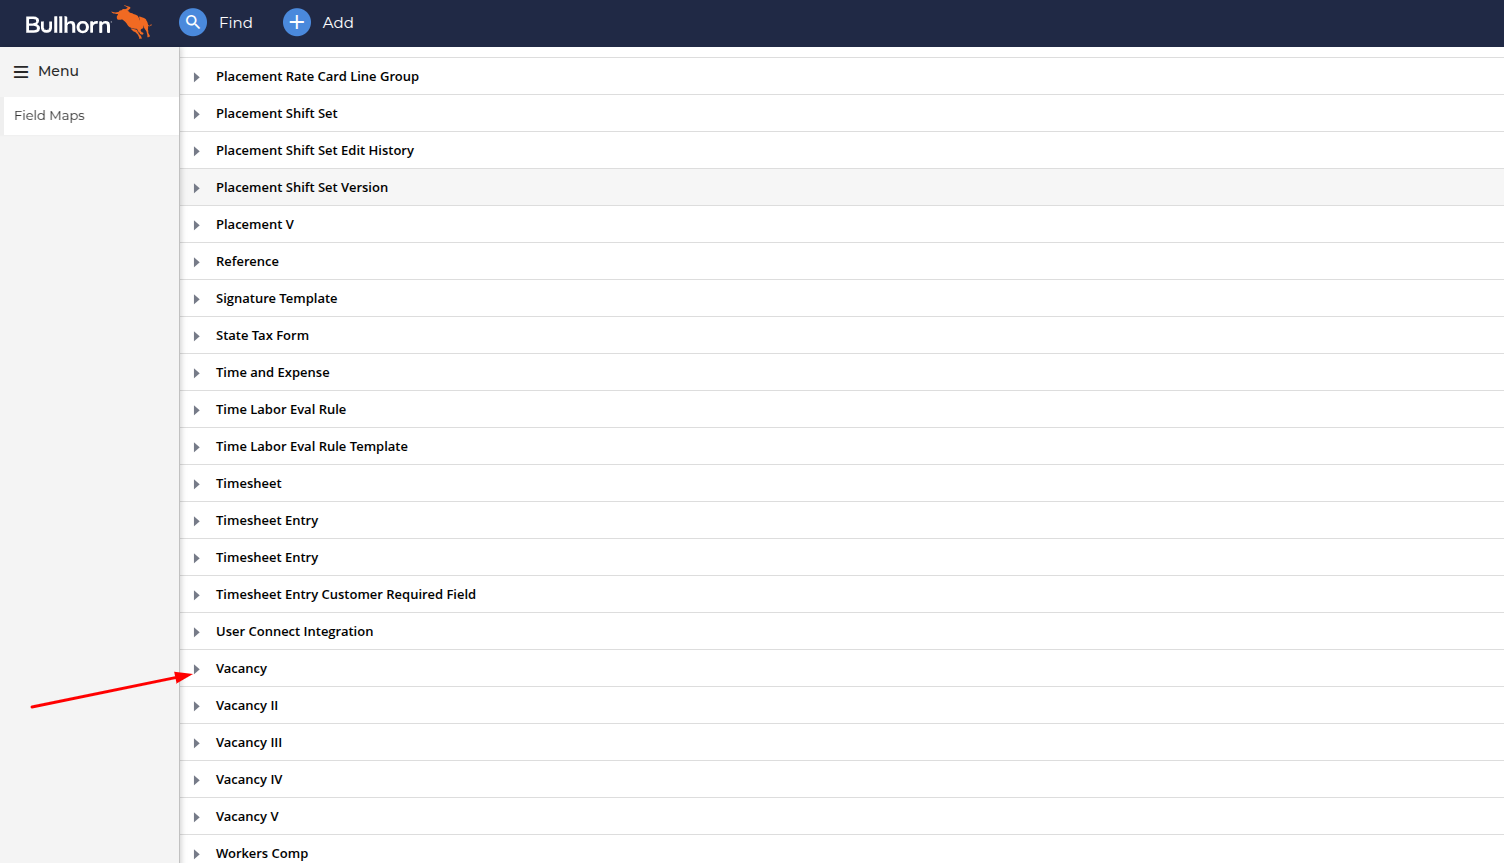 Bullhorn Find Add
Menu
Field Maps
Placement Rate Card Line Group
Placement Shift Set
Placement Shift Set Edit History
Placement Shift Set Version
Placement V
Reference
Signature Template
State Tax Form
Time and Expense
Time Labor Eval Rule
Time Labor Eval Rule Template
Timesheet
Timesheet Entry
Timesheet Entry
Timesheet Entry Customer Required Field
User Connect Integration
Vacancy
Vacancy II
Vacancy III
Vacancy IV
Vacancy V
Workers Comp